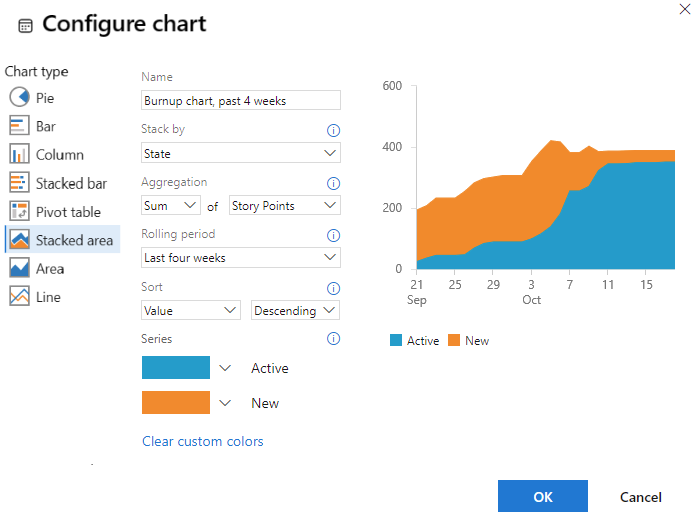 Configure chart
Chart type
Pie
Bar
Column
Stacked bar
Pivot table
Stacked area
Area
Line
Name
Burnup chart, past 4 weeks
Stack by
State
Aggregation
Sum of Story Points
Rolling period
Last four weeks
Sort
Value Descending
Series
Active
New
Clear custom colors
600
400
200
0
21 25 29 3 7 11 15
Sep Oct
Active New
OK Cancel